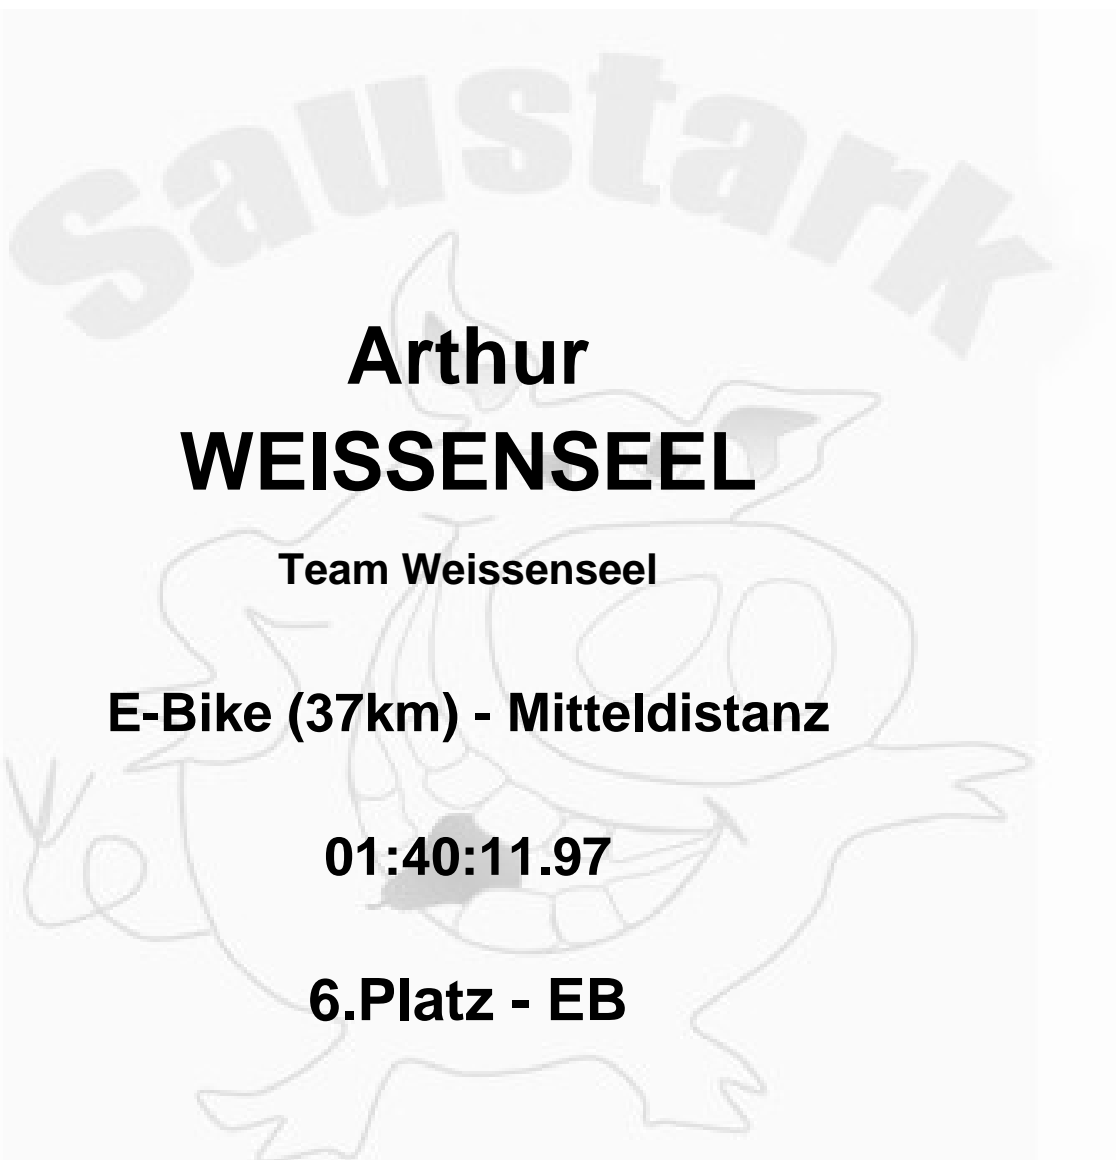 Saustark
Arthur
WEISSENSEEL
Team Weissenseel
E-Bike (37km) - Mitteldistanz
01:40:11.97
6.Platz - EB